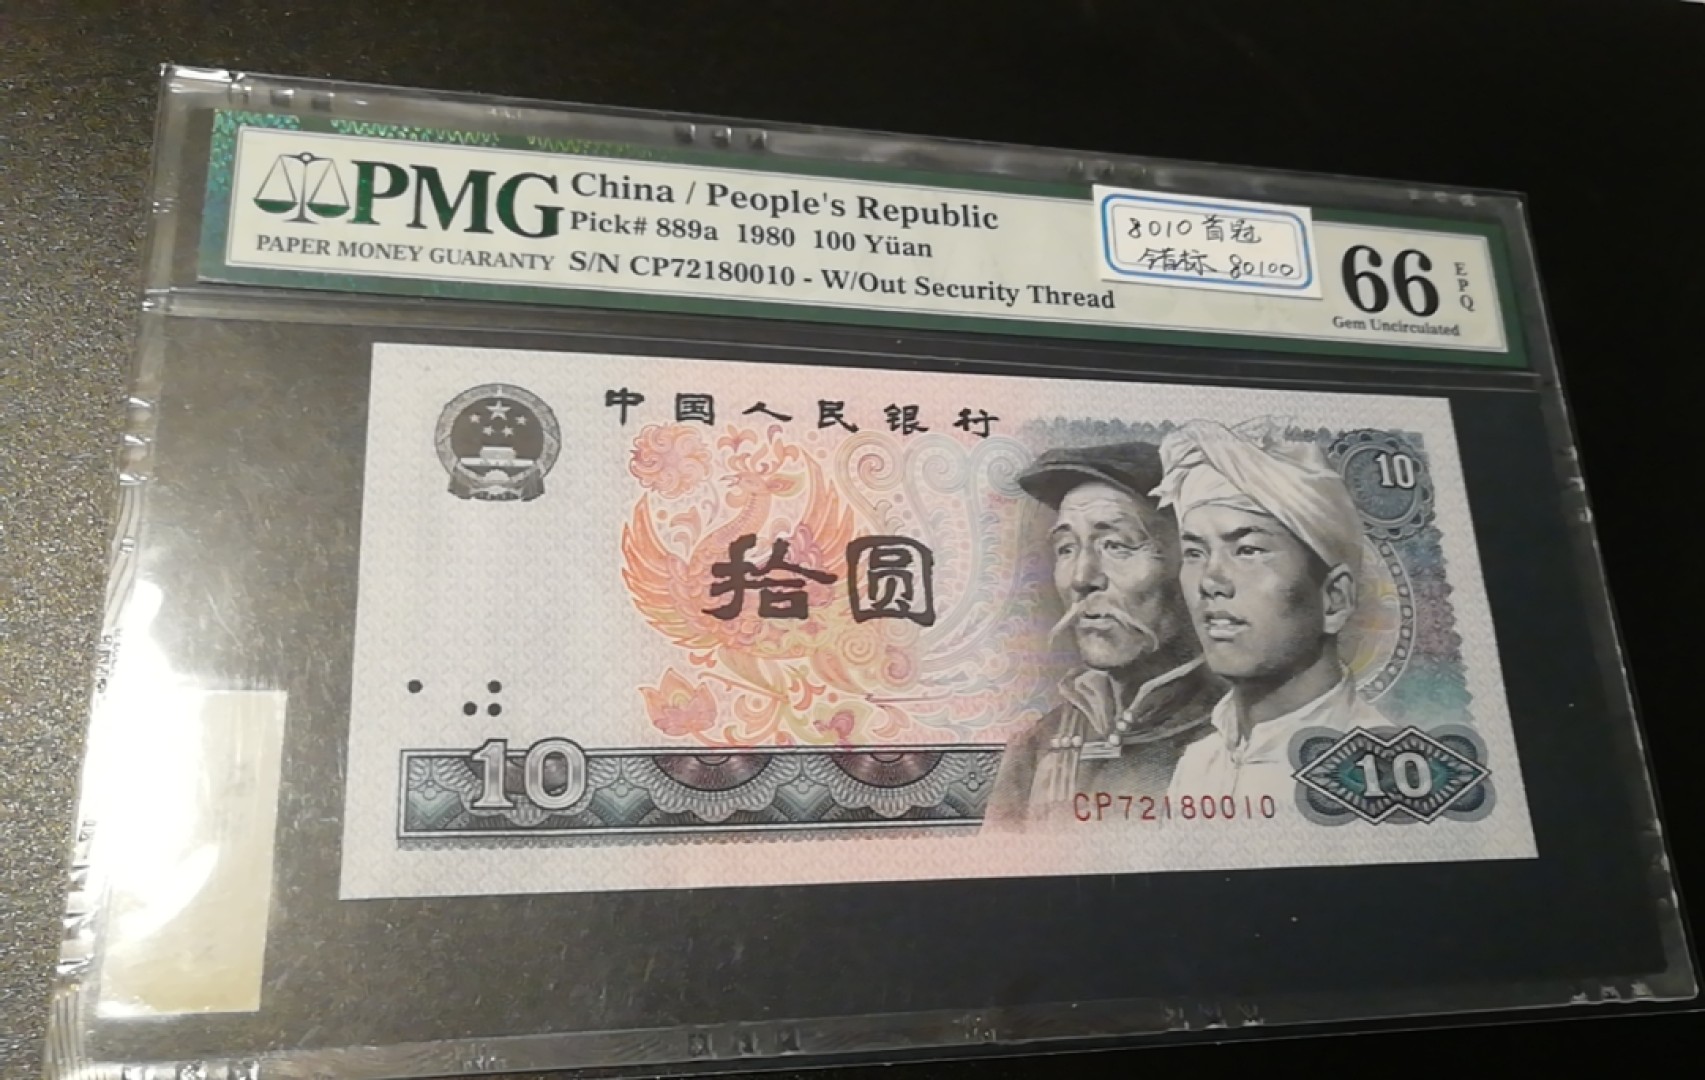 PMG
PAPER MONEY GUARANTY
China / People's Republic
Pick# 889a 1980 100 Yüan
S/N CP72180010 - W/Out Security Thread
8010首冠
错标 80100
66
EPQ
Gem Uncirculated
中国人民银行
10
拾圆
10
CP72180010
10